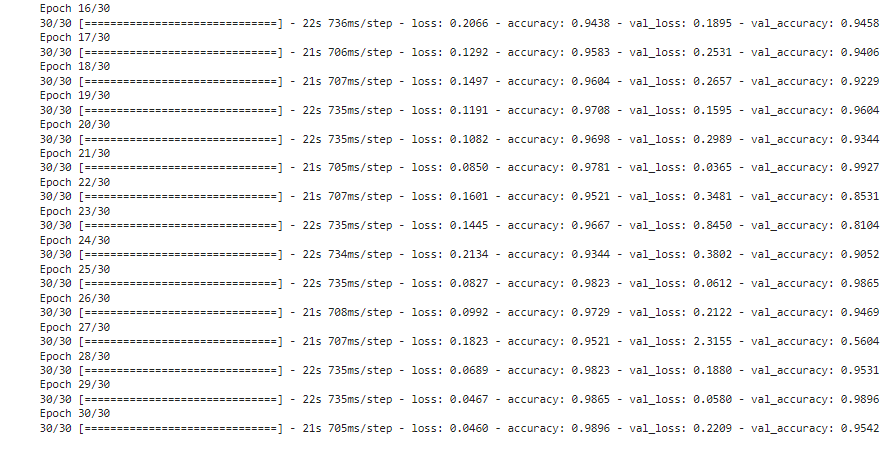 Epoch 16/30
30/30 [==============================] - 22s 736ms/step - loss: 0.2066 - accuracy: 0.9438 - val_loss: 0.1895 - val_accuracy: 0.9458
Epoch 17/30
30/30 [==============================] - 21s 706ms/step - loss: 0.1292 - accuracy: 0.9583 - val_loss: 0.2531 - val_accuracy: 0.9406
Epoch 18/30
30/30 [==============================] - 21s 707ms/step - loss: 0.1497 - accuracy: 0.9604 - val_loss: 0.2657 - val_accuracy: 0.9229
Epoch 19/30
30/30 [==============================] - 22s 735ms/step - loss: 0.1191 - accuracy: 0.9708 - val_loss: 0.1595 - val_accuracy: 0.9604
Epoch 20/30
30/30 [==============================] - 22s 735ms/step - loss: 0.1082 - accuracy: 0.9698 - val_loss: 0.2989 - val_accuracy: 0.9344
Epoch 21/30
30/30 [==============================] - 21s 705ms/step - loss: 0.0850 - accuracy: 0.9781 - val_loss: 0.0365 - val_accuracy: 0.9927
Epoch 22/30
30/30 [==============================] - 21s 707ms/step - loss: 0.1601 - accuracy: 0.9521 - val_loss: 0.3481 - val_accuracy: 0.8531
Epoch 23/30
30/30 [==============================] - 22s 735ms/step - loss: 0.1445 - accuracy: 0.9667 - val_loss: 0.8450 - val_accuracy: 0.8104
Epoch 24/30
30/30 [==============================] - 22s 734ms/step - loss: 0.2134 - accuracy: 0.9344 - val_loss: 0.3802 - val_accuracy: 0.9052
Epoch 25/30
30/30 [==============================] - 22s 735ms/step - loss: 0.0827 - accuracy: 0.9823 - val_loss: 0.0612 - val_accuracy: 0.9865
Epoch 26/30
30/30 [==============================] - 21s 708ms/step - loss: 0.0992 - accuracy: 0.9729 - val_loss: 0.2122 - val_accuracy: 0.9469
Epoch 27/30
30/30 [==============================] - 21s 707ms/step - loss: 0.1823 - accuracy: 0.9521 - val_loss: 2.3155 - val_accuracy: 0.5604
Epoch 28/30
30/30 [==============================] - 22s 735ms/step - loss: 0.0689 - accuracy: 0.9823 - val_loss: 0.1880 - val_accuracy: 0.9531
Epoch 29/30
30/30 [==============================] - 22s 735ms/step - loss: 0.0467 - accuracy: 0.9865 - val_loss: 0.0580 - val_accuracy: 0.9896
Epoch 30/30
30/30 [==============================] - 21s 705ms/step - loss: 0.0460 - accuracy: 0.9896 - val_loss: 0.2209 - val_accuracy: 0.9542